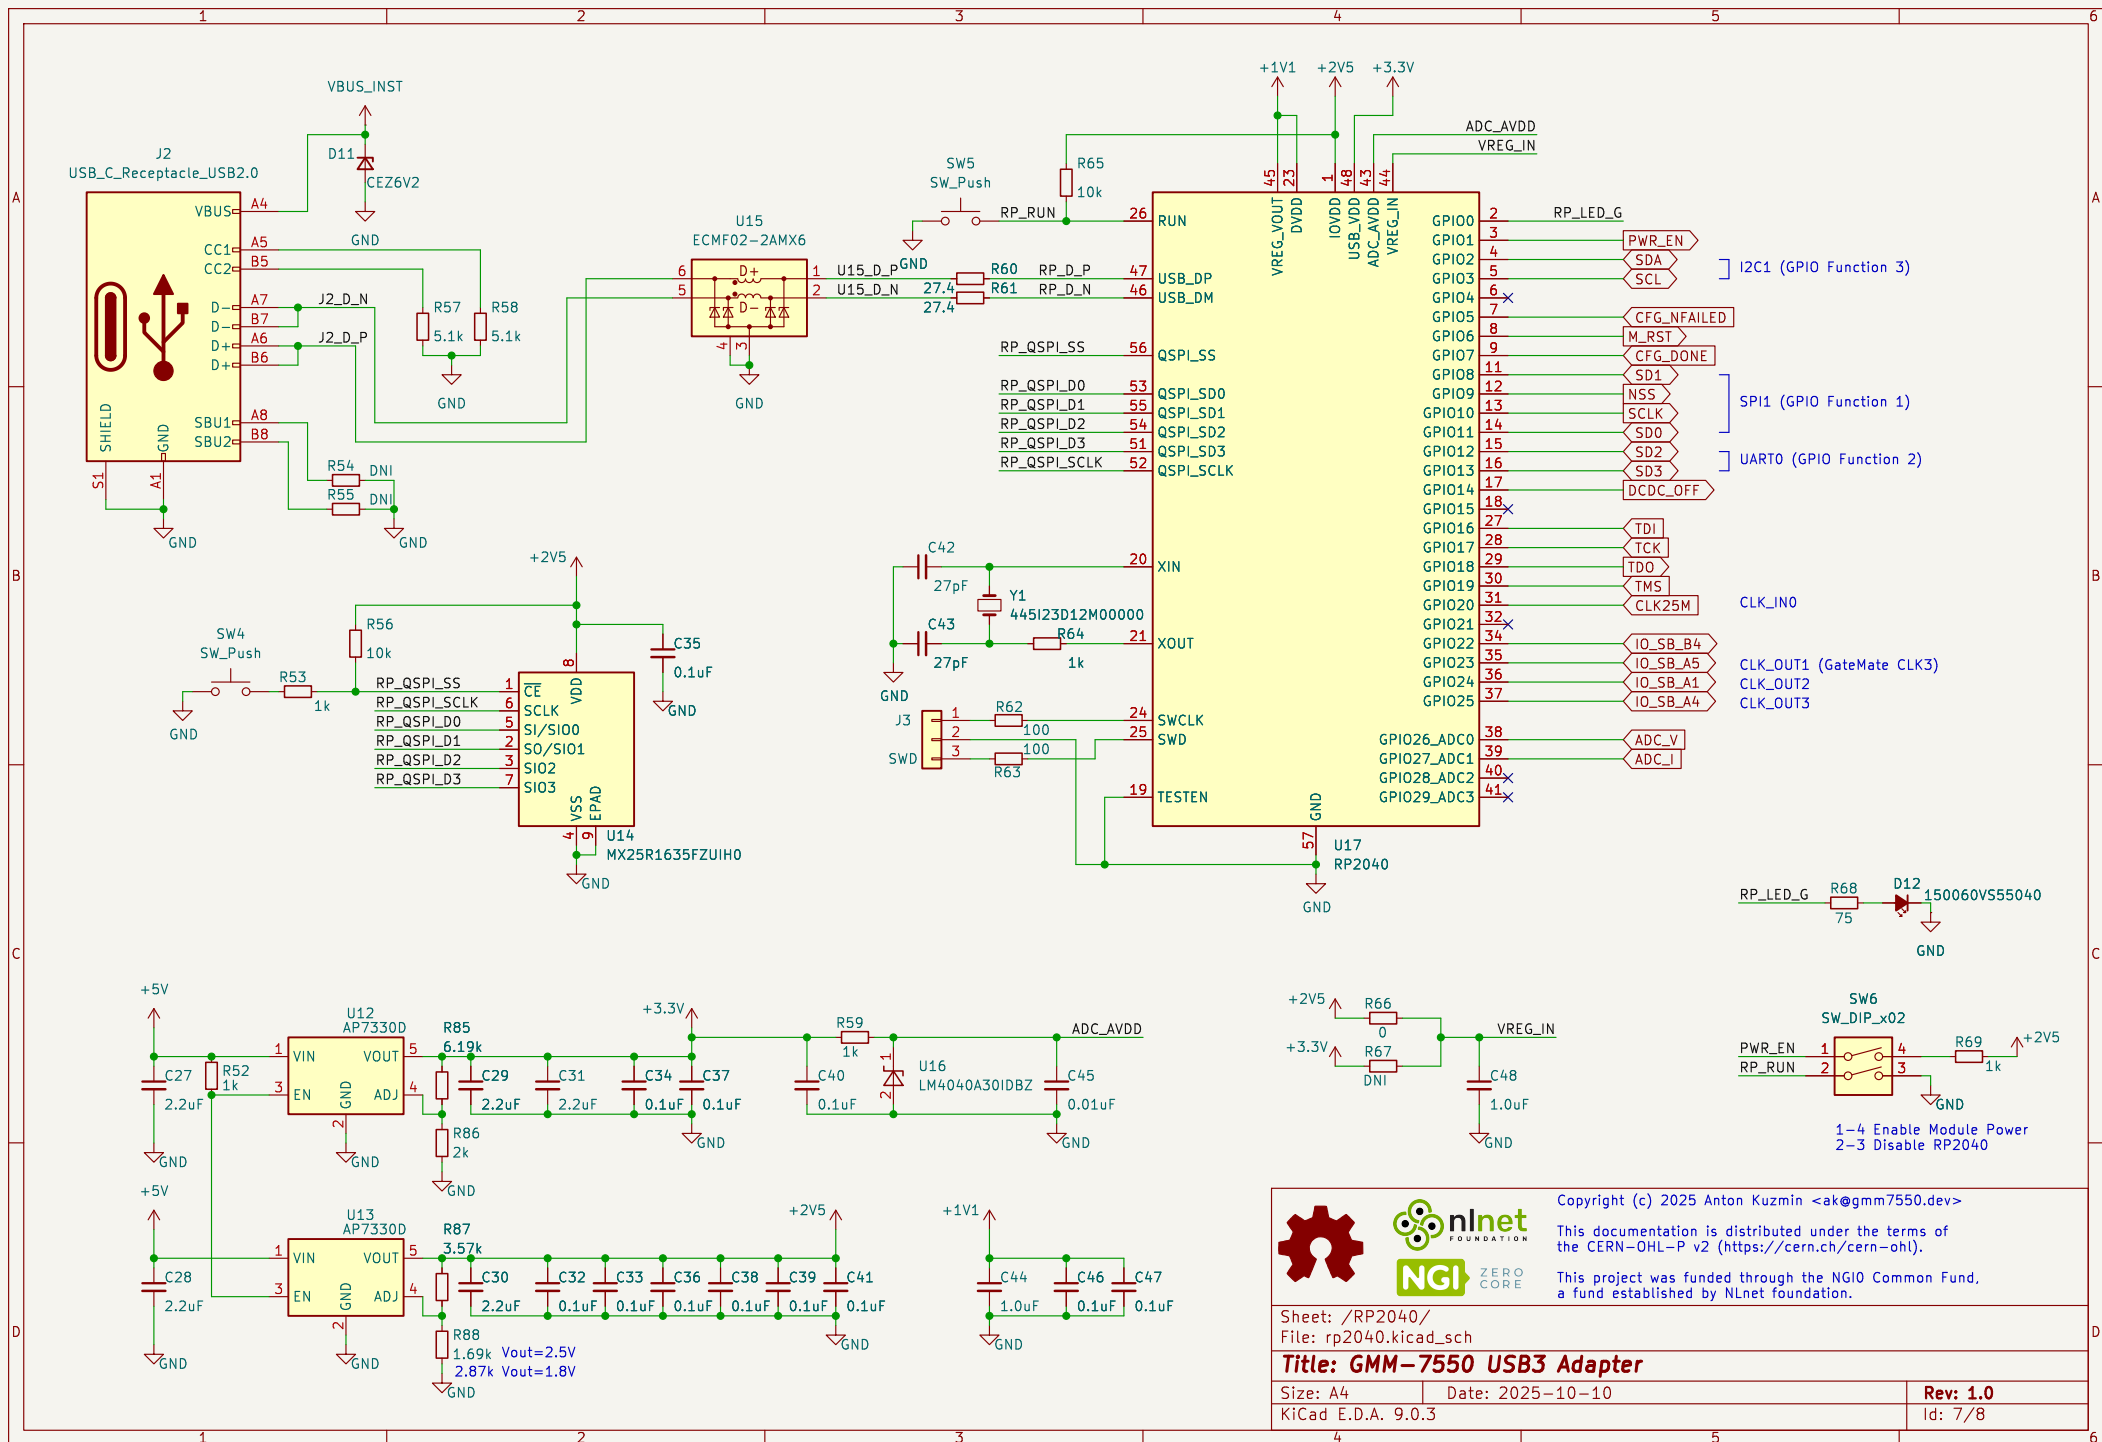 1 2 3 4 5 6
A
B
C
D
A
B
C
D
1 2 3 4 5 6
VBUS_INST
D11
CEZ6V2
GND
J2
USB_C_Receptacle_USB2.0
VBUS A4
CC1 A5
CC2 B5
D- A7
D- B7
D+ A6
D+ B6
SBU1 A8
SBU2 B8
SHIELD
GND
S1
A1
GND
J2_D_N
J2_D_P
R57
5.1k
R58
5.1k
GND
R54 DNI
R55 DNI
GND
U15
ECMF02-2AMX6
6 D+ 1
5 D- 2
4 3
GND
U15_D_P
U15_D_N
R60
27.4
R61
27.4
RP_D_P
RP_D_N
SW5
SW_Push
GND
RP_RUN
R65
10k
+1V1 +2V5 +3.3V
ADC_AVDD
VREG_IN
45 23 1 48 43 44
VREG_VOUT
DVDD
IOVDD
USB_VDD
ADC_AVDD
VREG_IN
26 RUN
47 USB_DP
46 USB_DM
RP_QSPI_SS 56 QSPI_SS
RP_QSPI_D0 53 QSPI_SD0
RP_QSPI_D1 55 QSPI_SD1
RP_QSPI_D2 54 QSPI_SD2
RP_QSPI_D3 51 QSPI_SD3
RP_QSPI_SCLK 52 QSPI_SCLK
20 XIN
21 XOUT
24 SWCLK
25 SWD
19 TESTEN
GND
57
U17
RP2040
GND
GPIO0 2 RP_LED_G
GPIO1 3 PWR_EN
GPIO2 4 SDA
GPIO3 5 SCL
GPIO4 6
GPIO5 7 CFG_NFAILED
GPIO6 8 M_RST
GPIO7 9 CFG_DONE
GPIO8 11 SD1
GPIO9 12 NSS
GPIO10 13 SCLK
GPIO11 14 SD0
GPIO12 15 SD2
GPIO13 16 SD3
GPIO14 17 DCDC_OFF
GPIO15 18
GPIO16 27 TDI
GPIO17 28 TCK
GPIO18 29 TDO
GPIO19 30 TMS
GPIO20 31 CLK25M
GPIO21 32
GPIO22 34 IO_SB_B4
GPIO23 35 IO_SB_A5
GPIO24 36 IO_SB_A1
GPIO25 37 IO_SB_A4
GPIO26_ADC0 38 ADC_V
GPIO27_ADC1 39 ADC_I
GPIO28_ADC2 40
GPIO29_ADC3 41
I2C1 (GPIO Function 3)
SPI1 (GPIO Function 1)
UART0 (GPIO Function 2)
CLK_IN0
CLK_OUT1 (GateMate CLK3)
CLK_OUT2
CLK_OUT3
C42
27pF
Y1
445I23D12M00000
C43
27pF
R64
1k
GND
J3
SWD
1
2
3
R62
100
100
R63
+2V5
R56
10k
SW4
SW_Push
GND
R53
1k
C35
0.1uF
GND
RP_QSPI_SS 1 CE
RP_QSPI_SCLK 6 SCLK
RP_QSPI_D0 5 SI/SIO0
RP_QSPI_D1 2 SO/SIO1
RP_QSPI_D2 3 SIO2
RP_QSPI_D3 7 SIO3
8
VDD
VSS
EPAD
4 9
U14
MX25R1635FZUIH0
GND
RP_LED_G
R68
75
D12
150060VS55040
GND
+5V
C27
2.2uF
GND
R52
1k
U12
AP7330D
1 VIN VOUT 5
3 EN ADJ 4
GND
2
GND
R85
6.19k
R86
2k
GND
C29
2.2uF
C31
2.2uF
C34
0.1uF
+3.3V
C37
0.1uF
GND
C40
0.1uF
R59
1k
1
2
U16
LM4040A30IDBZ
ADC_AVDD
C45
0.01uF
GND
+2V5
R66
0
+3.3V
R67
DNI
VREG_IN
C48
1.0uF
GND
SW6
SW_DIP_x02
PWR_EN 1 4
RP_RUN 2 3
R69
1k
+2V5
GND
1-4 Enable Module Power
2-3 Disable RP2040
+5V
C28
2.2uF
GND
U13
AP7330D
1 VIN VOUT 5
3 EN ADJ 4
GND
2
GND
R87
3.57k
R88
1.69k Vout=2.5V
2.87k Vout=1.8V
GND
C30
2.2uF
C32
0.1uF
C33
0.1uF
C36
0.1uF
C38
0.1uF
C39
0.1uF
+2V5
C41
0.1uF
GND
+1V1
C44
1.0uF
C46
0.1uF
C47
0.1uF
GND
nlnet
FOUNDATION
NGI ZERO
CORE
Copyright (c) 2025 Anton Kuzmin <ak@gmm7550.dev>
This documentation is distributed under the terms of
the CERN-OHL-P v2 (https://cern.ch/cern-ohl).
This project was funded through the NGI0 Common Fund,
a fund established by NLnet foundation.
Sheet: /RP2040/
File: rp2040.kicad_sch
Title: GMM-7550 USB3 Adapter
Size: A4 Date: 2025-10-10 Rev: 1.0
KiCad E.D.A. 9.0.3 Id: 7/8